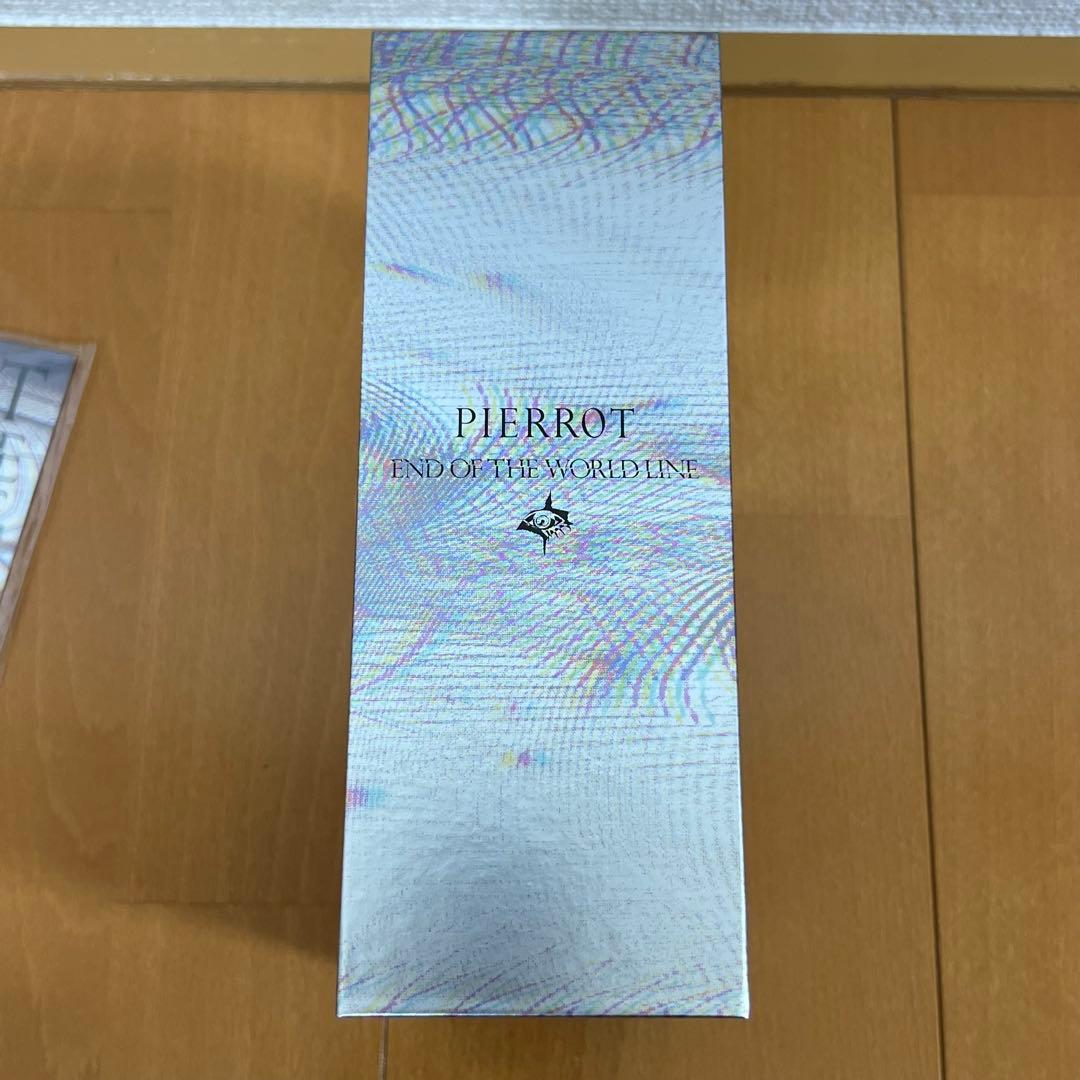 PIERROT
END OF THE WORLD LINE
T